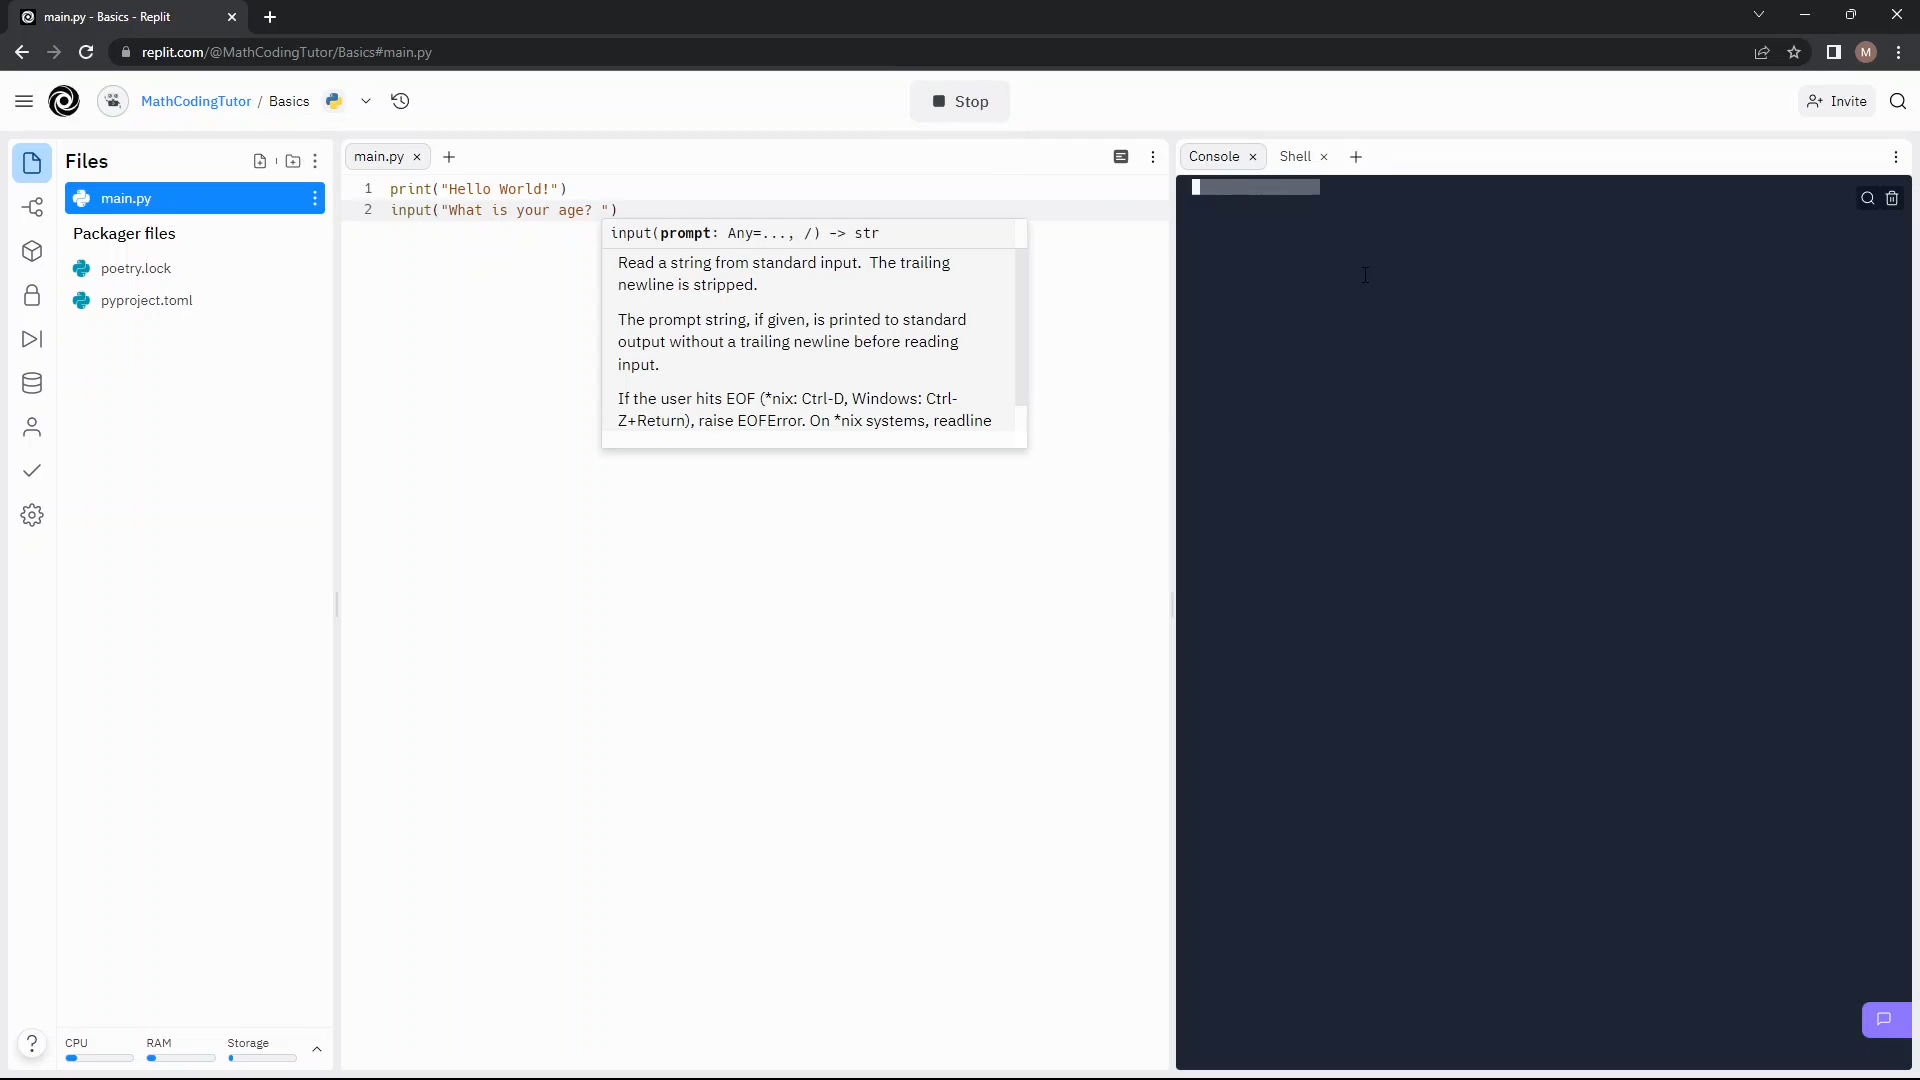 main.py - Basics - Replit
replit.com/@MathCodingTutor/Basics#main.py
M
MathCodingTutor / Basics
Stop
Invite
Files
main.py
Packager files
poetry.lock
pyproject.toml
CPU
RAM
Storage
?
main.py
1 print("Hello World!")
2 input("What is your age? ")
input(prompt: Any=..., /) -> str
Read a string from standard input. The trailing
newline is stripped.
The prompt string, if given, is printed to standard
output without a trailing newline before reading
input.
If the user hits EOF (*nix: Ctrl-D, Windows: Ctrl-
Z+Return), raise EOFError. On *nix systems, readline
Console
Shell